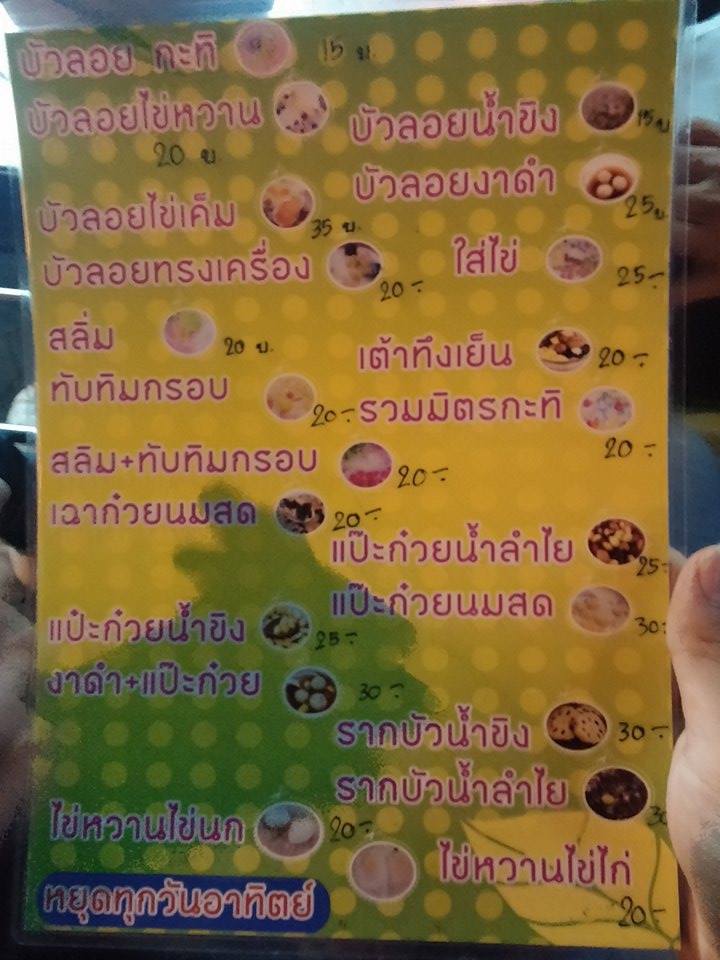 บัวลอย กะทิ 15 บ.
บัวลอยไข่หวาน
20 บ.
บัวลอยน้ำขิง 15บ
บัวลอยงาดำ
25บ.
บัวลอยไข่เค็ม 35 บ.
บัวลอยทรงเครื่อง 20.-
ใส่ไข่ 25.-
สลิ่ม 20 บ.
เต้าทึงเย็น 20.-
ทับทิมกรอบ 20.-
รวมมิตรกะทิ
20.-
สลิม+ทับทิมกรอบ 20.-
เฉาก๋วยนมสด 20.-
แป๊ะก๋วยน้ำลำไย 25.-
แป๊ะก๋วยนมสด 30.
แป๊ะก๋วยน้ำขิง 25.-
งาดำ+แป๊ะก๋วย 30.-
รากบัวน้ำขิง 30.-
รากบัวน้ำลำไย 30
ไข่หวานไข่นก 20.-
ไข่หวานไข่ไก่
20.-
หยุดทุกวันอาทิตย์